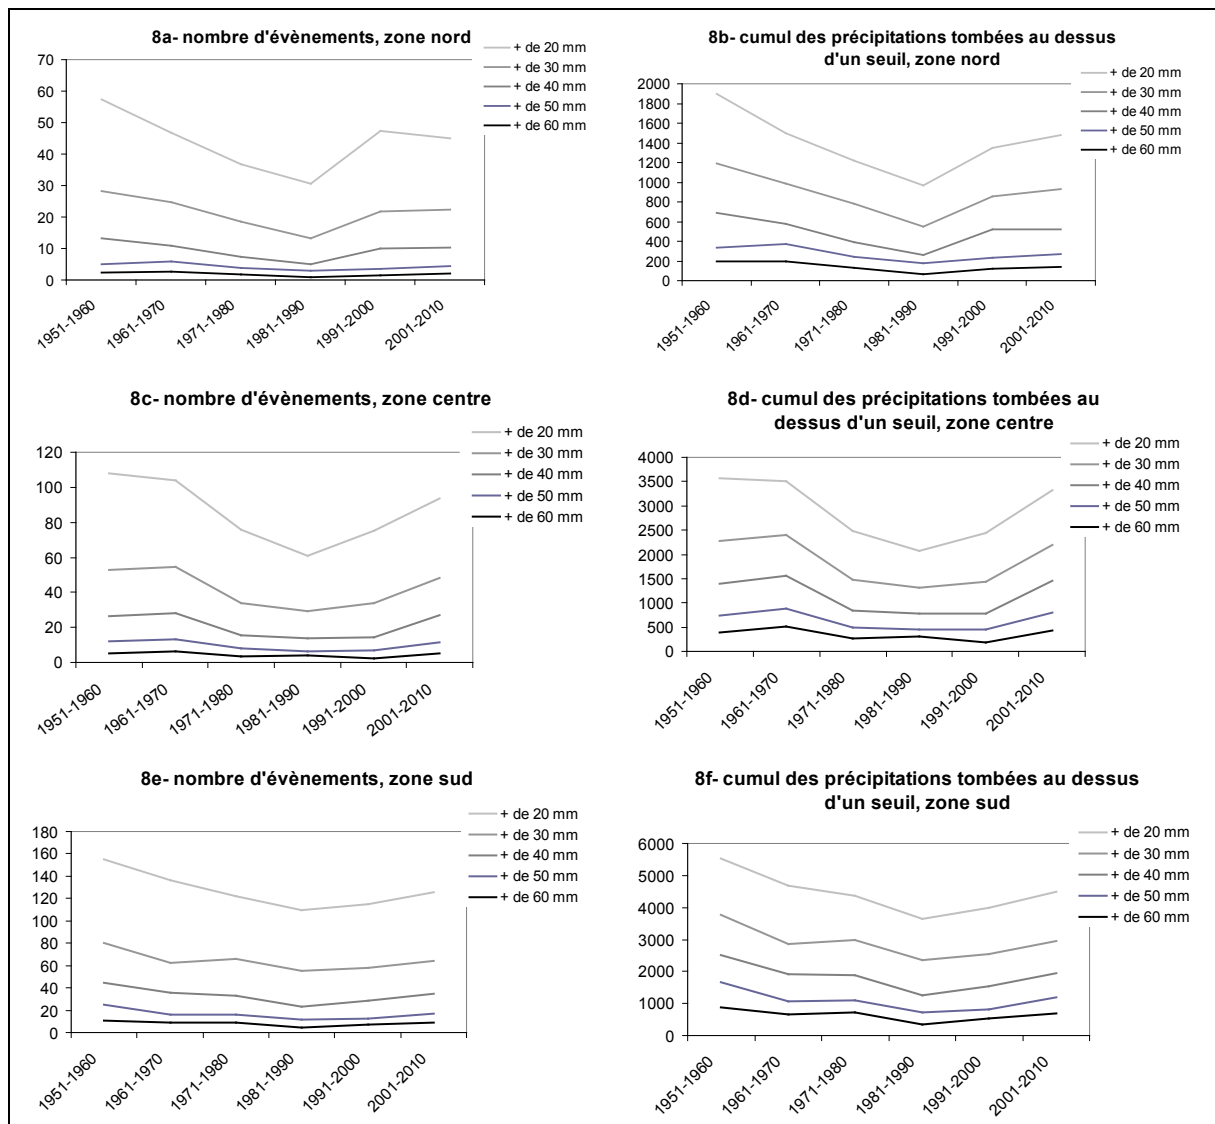 8a- nombre d'évènements, zone nord
+ de 20 mm
+ de 30 mm
+ de 40 mm
+ de 50 mm
+ de 60 mm
70
60
50
40
30
20
10
0
1951-1960
1961-1970
1971-1980
1981-1990
1991-2000
2001-2010
8b- cumul des précipitations tombées au dessus
d'un seuil, zone nord
+ de 20 mm
+ de 30 mm
+ de 40 mm
+ de 50 mm
+ de 60 mm
2000
1800
1600
1400
1200
1000
800
600
400
200
0
1951-1960
1961-1970
1971-1980
1981-1990
1991-2000
2001-2010
8c- nombre d'évènements, zone centre
+ de 20 mm
+ de 30 mm
+ de 40 mm
+ de 50 mm
+ de 60 mm
120
100
80
60
40
20
0
1951-1960
1961-1970
1971-1980
1981-1990
1991-2000
2001-2010
8d- cumul des précipitations tombées au
dessus d'un seuil, zone centre
+ de 20 mm
+ de 30 mm
+ de 40 mm
+ de 50 mm
+ de 60 mm
4000
3500
3000
2500
2000
1500
1000
500
0
1951-1960
1961-1970
1971-1980
1981-1990
1991-2000
2001-2010
8e- nombre d'évènements, zone sud
+ de 20 mm
+ de 30 mm
+ de 40 mm
+ de 50 mm
+ de 60 mm
180
160
140
120
100
80
60
40
20
0
1951-1960
1961-1970
1971-1980
1981-1990
1991-2000
2001-2010
8f- cumul des précipitations tombées au dessus
d'un seuil, zone sud
+ de 20 mm
+ de 30 mm
+ de 40 mm
+ de 50 mm
+ de 60 mm
6000
5000
4000
3000
2000
1000
0
1951-1960
1961-1970
1971-1980
1981-1990
1991-2000
2001-2010